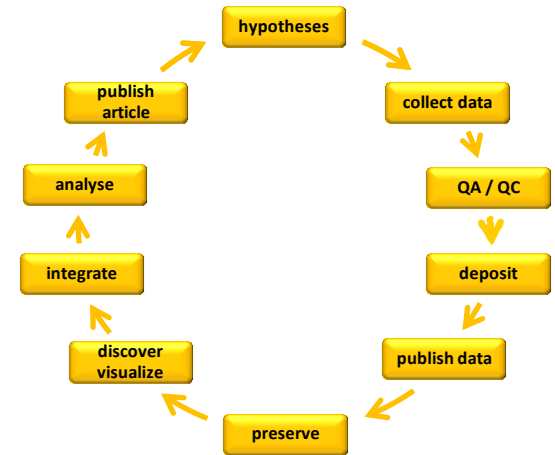 hypotheses
collect data
QA / QC
deposit
publish data
preserve
discover
visualize
integrate
analyse
publish
article